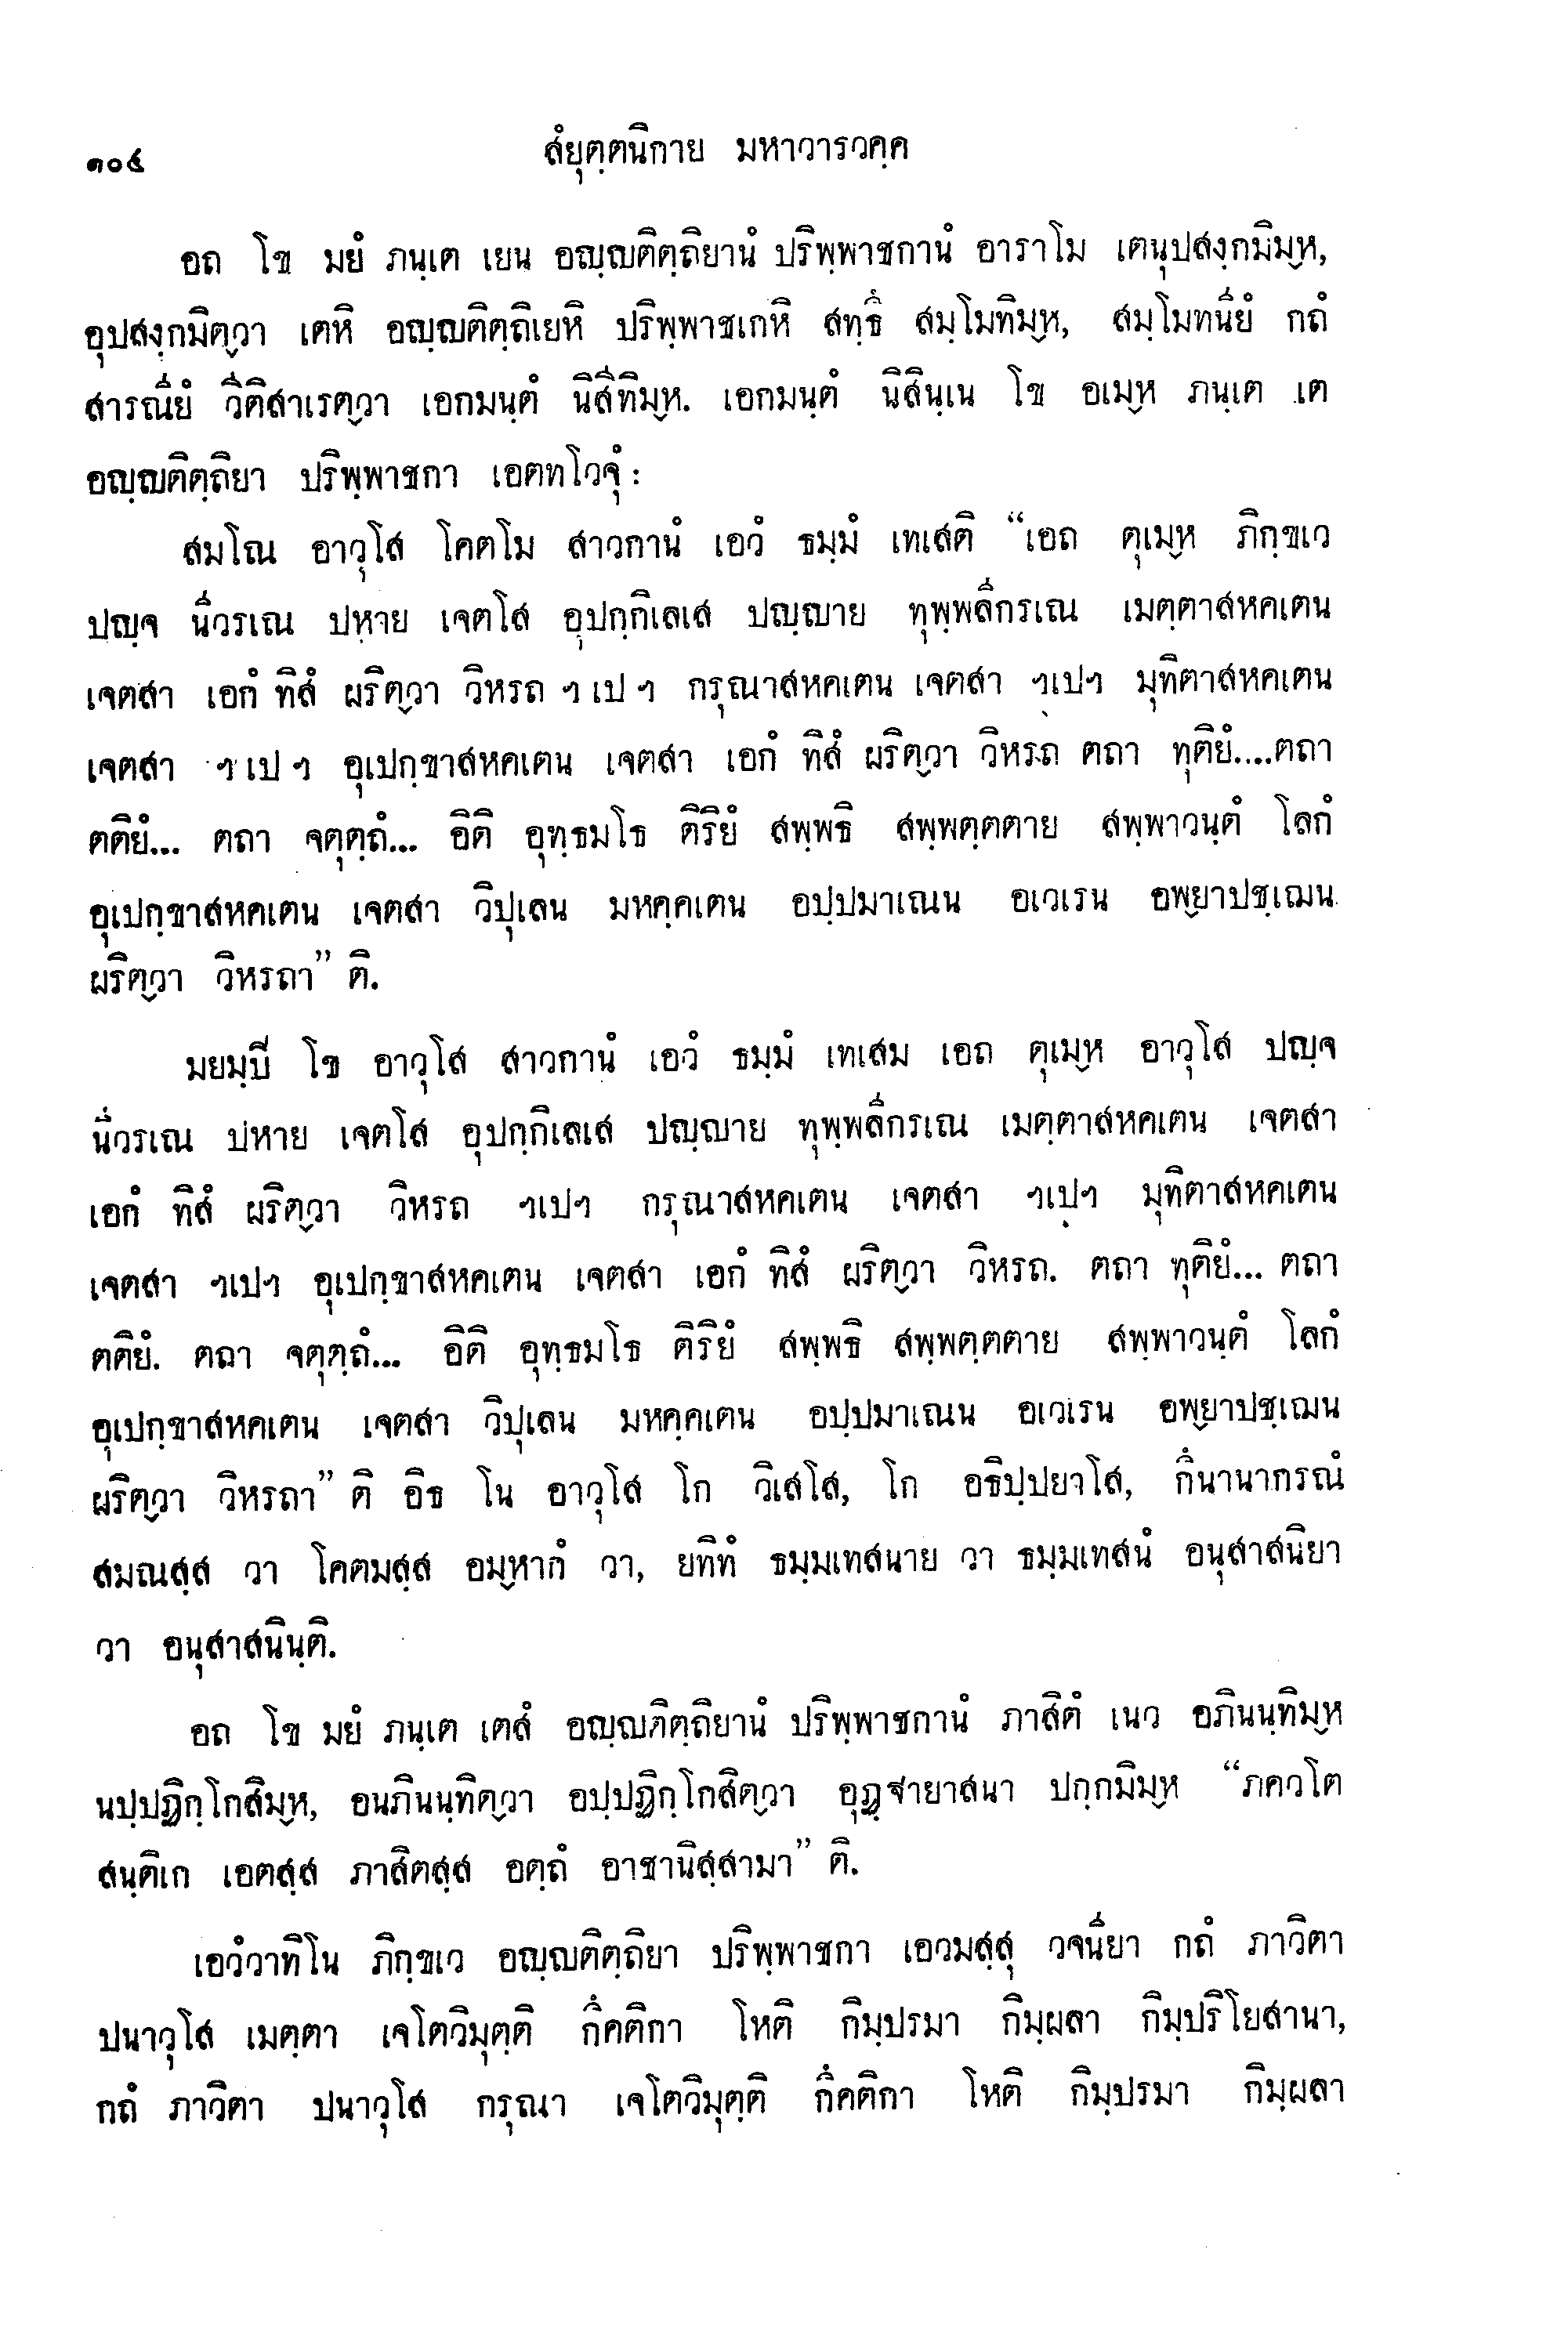 ๑๐๕ สํยุตฺตนิกาย มหาวารวคฺค
อถ โข มยํ ภนฺเต เยน อญฺญติตฺถิยานํ ปริพฺพาชกานํ อาราโม เตนุปสงฺกมิมฺห,
อุปสงฺกมิตฺวา เตหิ อญฺญติตฺถิเยหิ ปริพฺพาชเกหิ สทฺธึ สมฺโมทิมฺห, สมฺโมทนียํ กถํ
สารณียํ วีติสาเรตฺวา เอกมนฺตํ นิสีทิมฺห. เอกมนฺตํ นิสินฺเน โข อเมฺห ภนฺเต เต
อญฺญติตฺถิยา ปริพฺพาชกา เอตทโวจุํ:
สมโณ อาวุโส โคตโม สาวกานํ เอวํ ธมฺมํ เทเสติ “เอถ ตุเมฺห ภิกฺขเว
ปญฺจ นีวรเณ ปหาย เจตโส อุปกฺกิเลเส ปญฺญาย ทุพฺพลีกรเณ เมตฺตาสหคเตน
เจตสา เอกํ ทิสํ ผริตฺวา วิหรถ ฯ เป ฯ กรุณาสหคเตน เจตสา ฯเปฯ มุทิตาสหคเตน
เจตสา ฯ เป ฯ อุเปกฺขาสหคเตน เจตสา เอกํ ทิสํ ผริตฺวา วิหรถ ตถา ทุติยํ....ตถา
ตติยํ... ตถา จตุตฺถํ... อิติ อุทฺธมโธ ติริยํ สพฺพธิ สพฺพตฺตตาย สพฺพาวนฺตํ โลกํ
อุเปกฺขาสหคเตน เจตสา วิปุเลน มหคฺคเตน อปฺปมาเณน อเวเรน อพฺยาปชฺเฌน
ผริตฺวา วิหรถา” ติ.
มยมฺปิ โข อาวุโส สาวกานํ เอวํ ธมฺมํ เทเสม เอถ ตุเมฺห อาวุโส ปญฺจ
นีวรเณ ปหาย เจตโส อุปกฺกิเลเส ปญฺญาย ทุพฺพลีกรเณ เมตฺตาสหคเตน เจตสา
เอกํ ทิสํ ผริตฺวา วิหรถ ฯเปฯ กรุณาสหคเตน เจตสา ฯเปฯ มุทิตาสหคเตน
เจตสา ฯเปฯ อุเปกฺขาสหคเตน เจตสา เอกํ ทิสํ ผริตฺวา วิหรถ. ตถา ทุติยํ... ตถา
ตติยํ. ตถา จตุตฺถํ... อิติ อุทฺธมโธ ติริยํ สพฺพธิ สพฺพตฺตตาย สพฺพาวนฺตํ โลกํ
อุเปกฺขาสหคเตน เจตสา วิปุเลน มหคฺคเตน อปฺปมาเณน อเวเรน อพฺยาปชฺเฌน
ผริตฺวา วิหรถา” ติ อิธ โน อาวุโส โก วิเสโส, โก อธิปฺปยาโส, กึนานากรณํ
สมณสฺส วา โคตมสฺส อมฺหากํ วา, ยทิทํ ธมฺมเทสนาย วา ธมฺมเทสนํ อนุสาสนิยา
วา อนุสาสนินฺติ.
อถ โข มยํ ภนฺเต เตสํ อญฺญติตฺถิยานํ ปริพฺพาชกานํ ภาสิตํ เนว อภินนฺทิมฺห
นปฺปฏิกฺโกสิมฺห, อนภินนฺทิตฺวา อปฺปฏิกฺโกสิตฺวา อุฏฺฐายาสนา ปกฺกมิมฺห “ภควโต
สนฺติเก เอตสฺส ภาสิตสฺส อตฺถํ อาชานิสฺสามา” ติ.
เอวํวาทิโน ภิกฺขเว อญฺญติตฺถิยา ปริพฺพาชกา เอวมสฺสุ วจนียา กถํ ภาวิตา
ปนาวุโส เมตฺตา เจโตวิมุตฺติ กึคติกา โหติ กิมฺปรมา กิมฺผลา กิมฺปริโยสานา,
กถํ ภาวิตา ปนาวุโส กรุณา เจโตวิมุตฺติ กึคติกา โหติ กิมฺปรมา กิมฺผลา